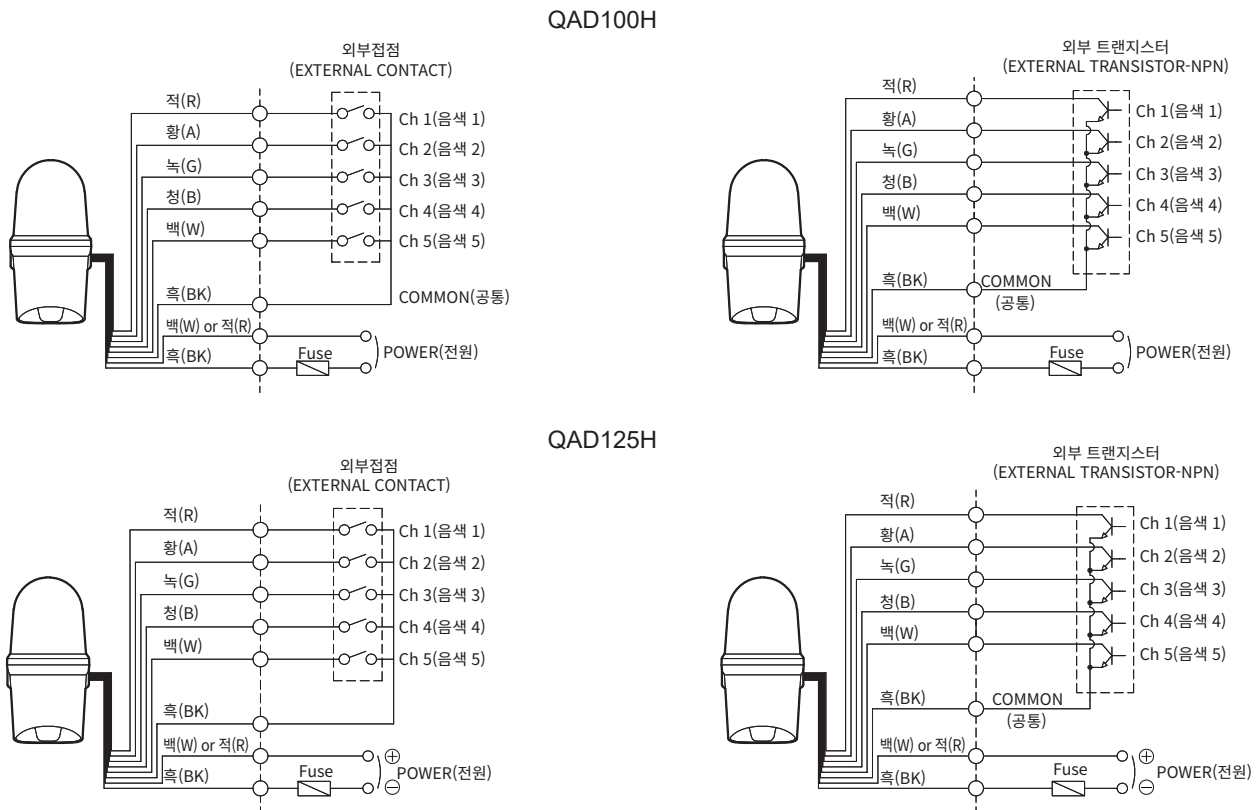 QAD100H
외부접점
(EXTERNAL CONTACT)
적(R)
Ch 1(음색 1)
황(A)
Ch 2(음색 2)
녹(G)
Ch 3(음색 3)
청(B)
Ch 4(음색 4)
백(W)
Ch 5(음색 5)
흑(BK)
COMMON(공통)
백(W) or 적(R)
흑(BK)
Fuse
POWER(전원)
외부 트랜지스터
(EXTERNAL TRANSISTOR-NPN)
적(R)
Ch 1(음색 1)
황(A)
Ch 2(음색 2)
녹(G)
Ch 3(음색 3)
청(B)
Ch 4(음색 4)
백(W)
Ch 5(음색 5)
흑(BK)
COMMON
(공통)
백(W) or 적(R)
흑(BK)
Fuse
POWER(전원)
QAD125H
외부접점
(EXTERNAL CONTACT)
적(R)
Ch 1(음색 1)
황(A)
Ch 2(음색 2)
녹(G)
Ch 3(음색 3)
청(B)
Ch 4(음색 4)
백(W)
Ch 5(음색 5)
흑(BK)
백(W) or 적(R)
⊕
흑(BK)
Fuse
⊖
POWER(전원)
외부 트랜지스터
(EXTERNAL TRANSISTOR-NPN)
적(R)
Ch 1(음색 1)
황(A)
Ch 2(음색 2)
녹(G)
Ch 3(음색 3)
청(B)
Ch 4(음색 4)
백(W)
Ch 5(음색 5)
흑(BK)
COMMON
(공통)
백(W) or 적(R)
⊕
흑(BK)
Fuse
⊖
POWER(전원)